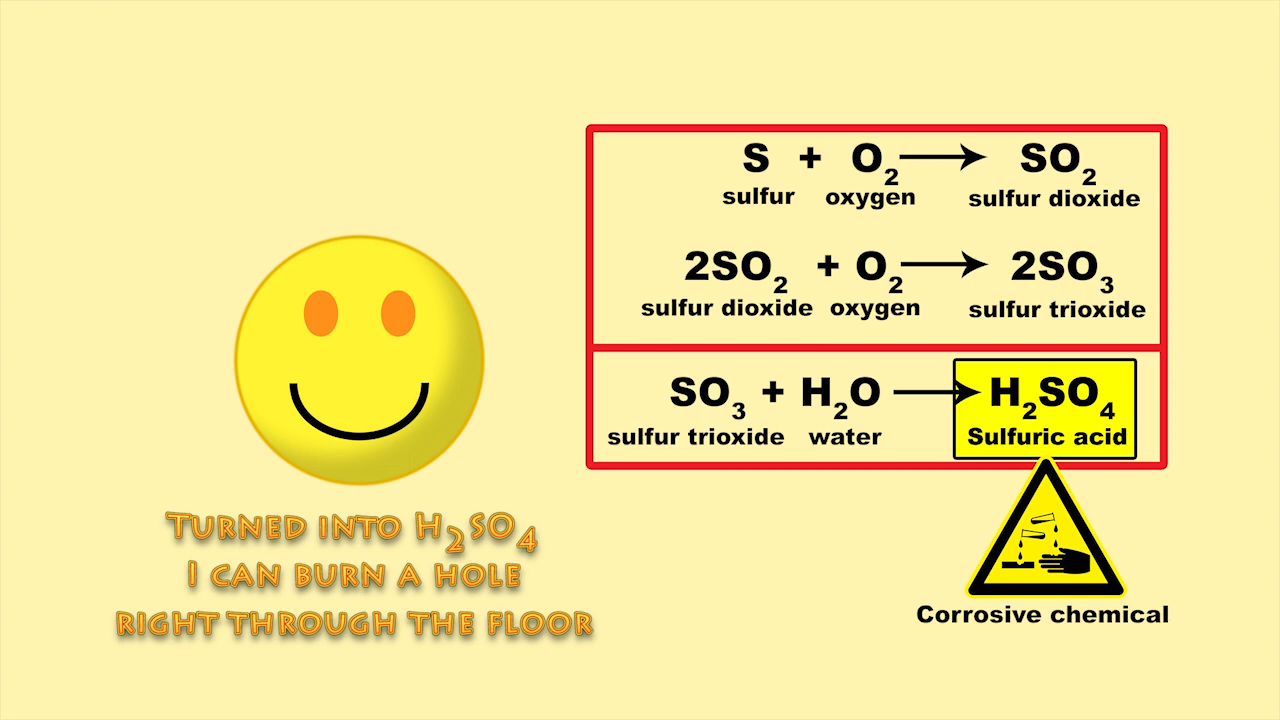 S + O₂ → SO₂
sulfur oxygen sulfur dioxide
2SO₂ + O₂ → 2SO₃
sulfur dioxide oxygen sulfur trioxide
SO₃ + H₂O → H₂SO₄
sulfur trioxide water Sulfuric acid
Corrosive chemical
Turned into H₂SO₄
I can burn a hole
right through the floor